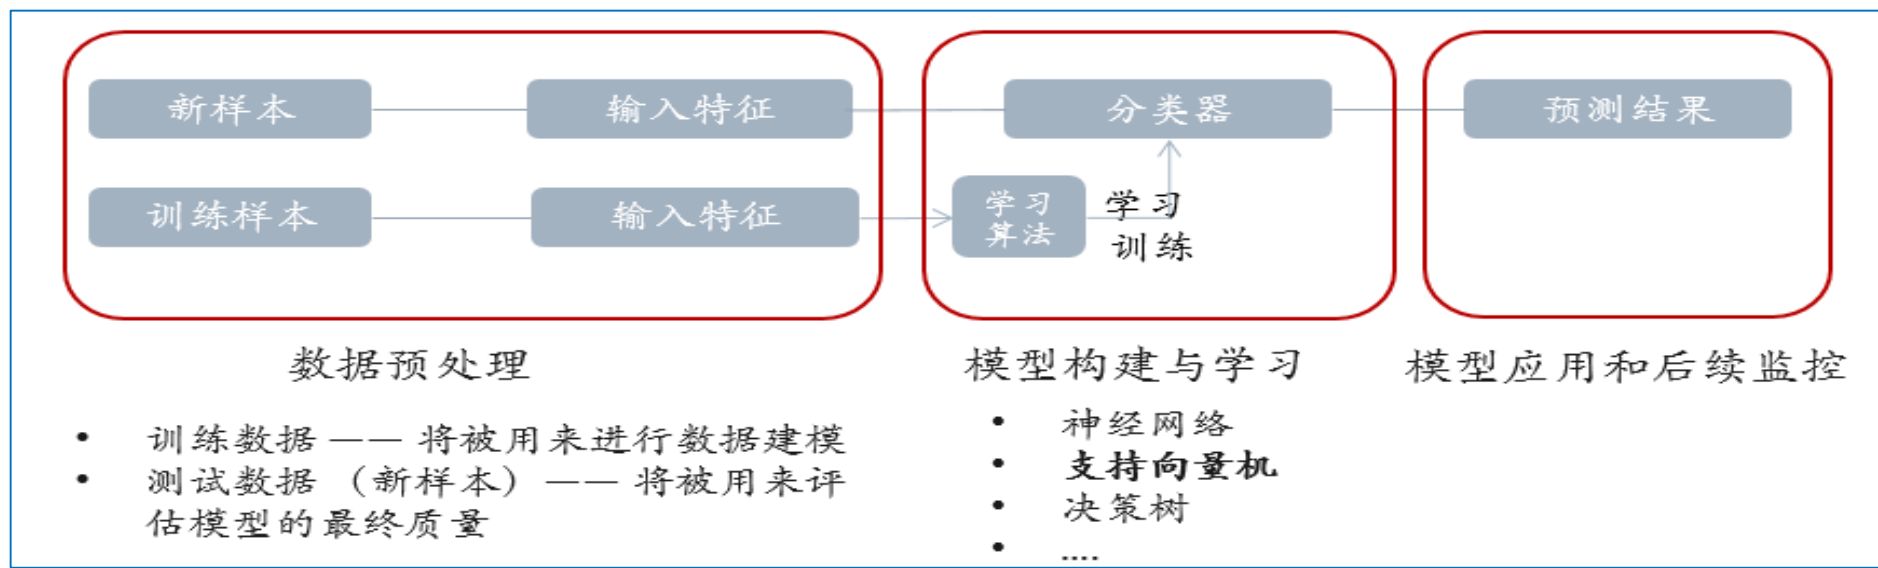 新样本
输入特征
分类器
预测结果
训练样本
输入特征
学习
算法
学习
训练
数据预处理
• 训练数据 —— 将被用来进行数据建模
• 测试数据 （新样本） —— 将被用来评
估模型的最终质量
模型构建与学习
• 神经网络
• 支持向量机
• 决策树
• ....
模型应用和后续监控